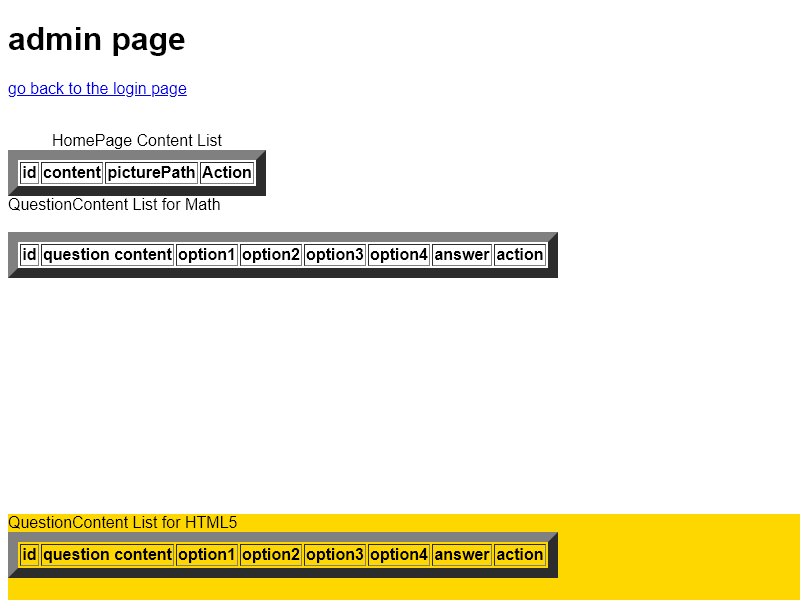 admin page
go back to the login page
HomePage Content List
id content picturePath Action
QuestionContent List for Math
id question content option1 option2 option3 option4 answer action
QuestionContent List for HTML5
id question content option1 option2 option3 option4 answer action